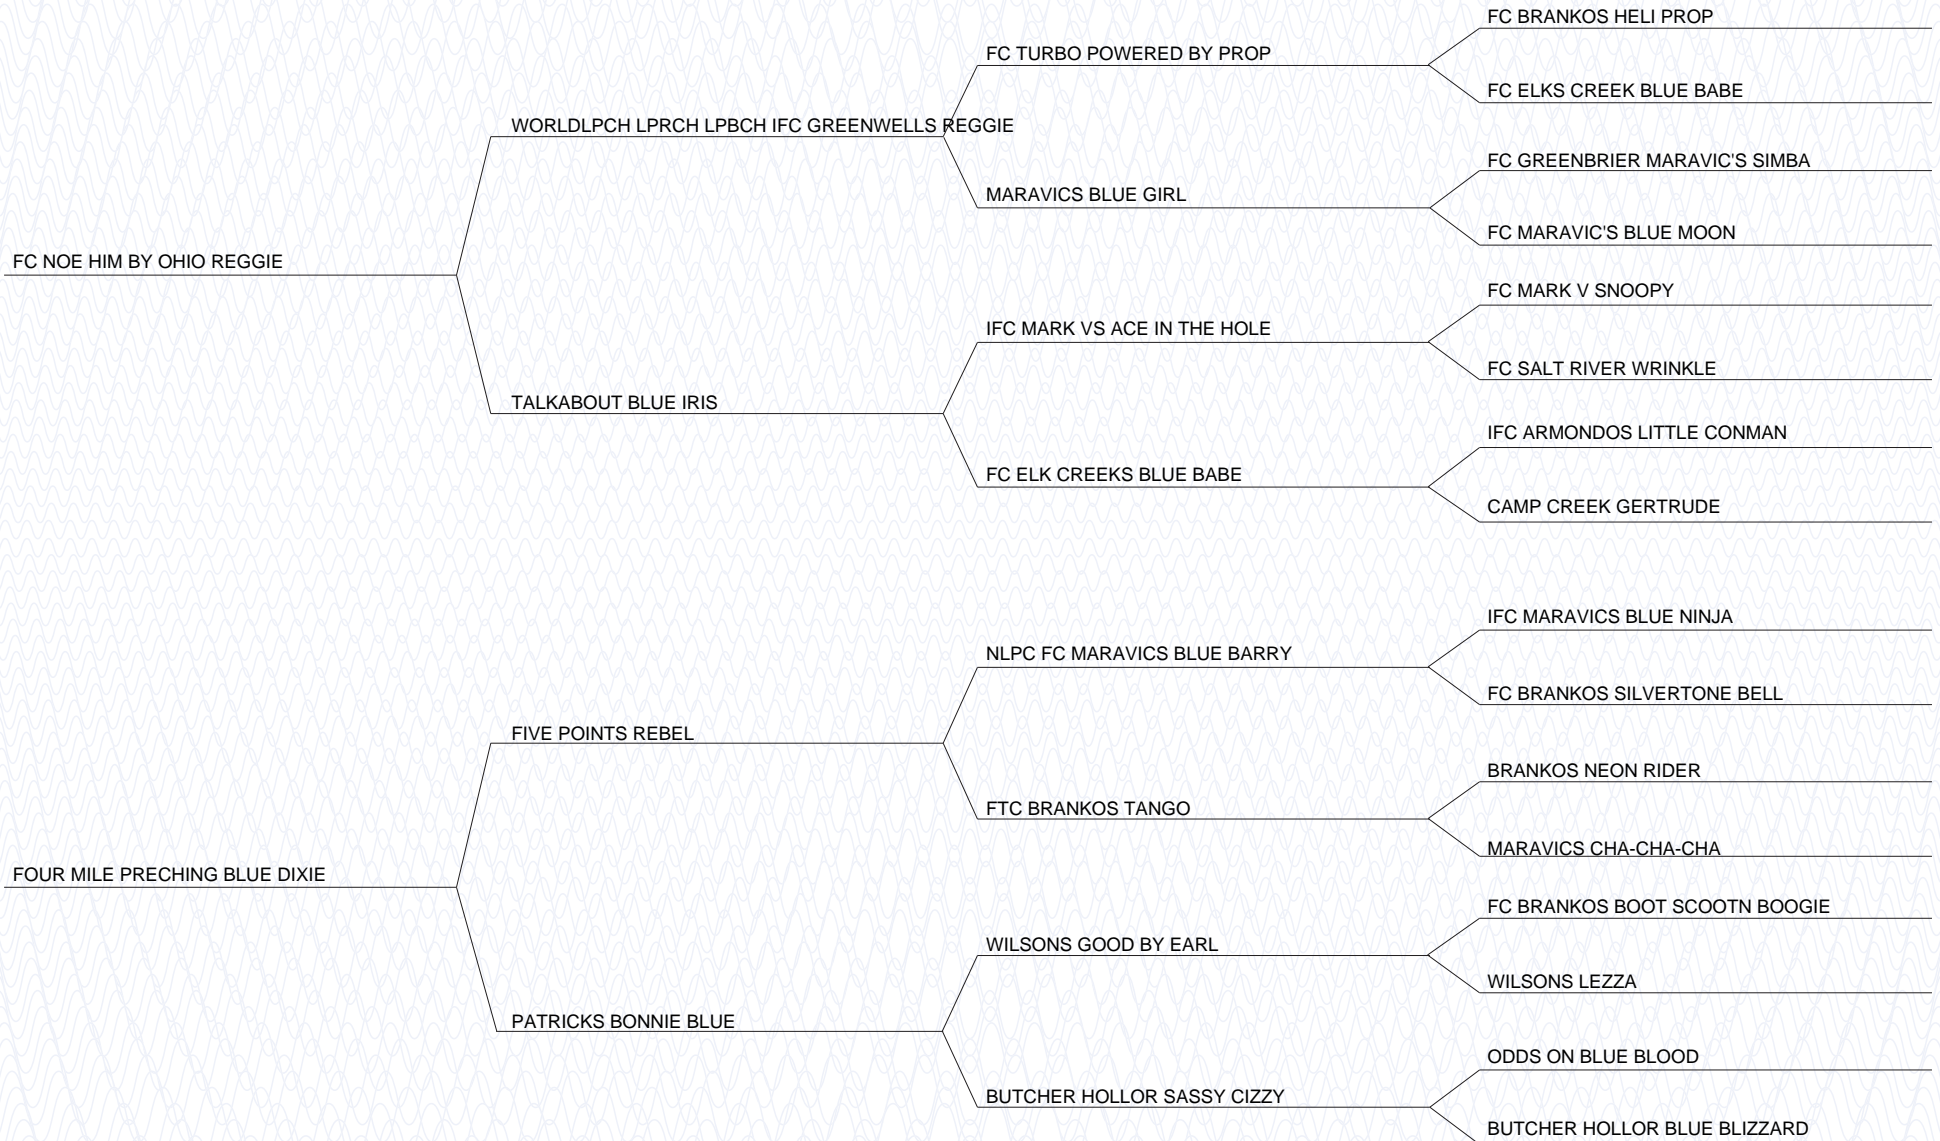 FC BRANKOS HELI PROP
FC TURBO POWERED BY PROP
FC ELKS CREEK BLUE BABE
WORLDLPCH LPRCH LPBCH IFC GREENWELLS REGGIE
FC GREENBRIER MARAVIC'S SIMBA
MARAVICS BLUE GIRL
FC MARAVIC'S BLUE MOON
FC NOE HIM BY OHIO REGGIE
FC MARK V SNOOPY
IFC MARK VS ACE IN THE HOLE
FC SALT RIVER WRINKLE
TALKABOUT BLUE IRIS
IFC ARMONDOS LITTLE CONMAN
FC ELK CREEKS BLUE BABE
CAMP CREEK GERTRUDE
IFC MARAVICS BLUE NINJA
NLPC FC MARAVICS BLUE BARRY
FC BRANKOS SILVERTONE BELL
FIVE POINTS REBEL
BRANKOS NEON RIDER
FTC BRANKOS TANGO
MARAVICS CHA-CHA-CHA
FOUR MILE PRECHING BLUE DIXIE
FC BRANKOS BOOT SCOOTN BOOGIE
WILSONS GOOD BY EARL
WILSONS LEZZA
PATRICKS BONNIE BLUE
ODDS ON BLUE BLOOD
BUTCHER HOLLOR SASSY CIZZY
BUTCHER HOLLOR BLUE BLIZZARD